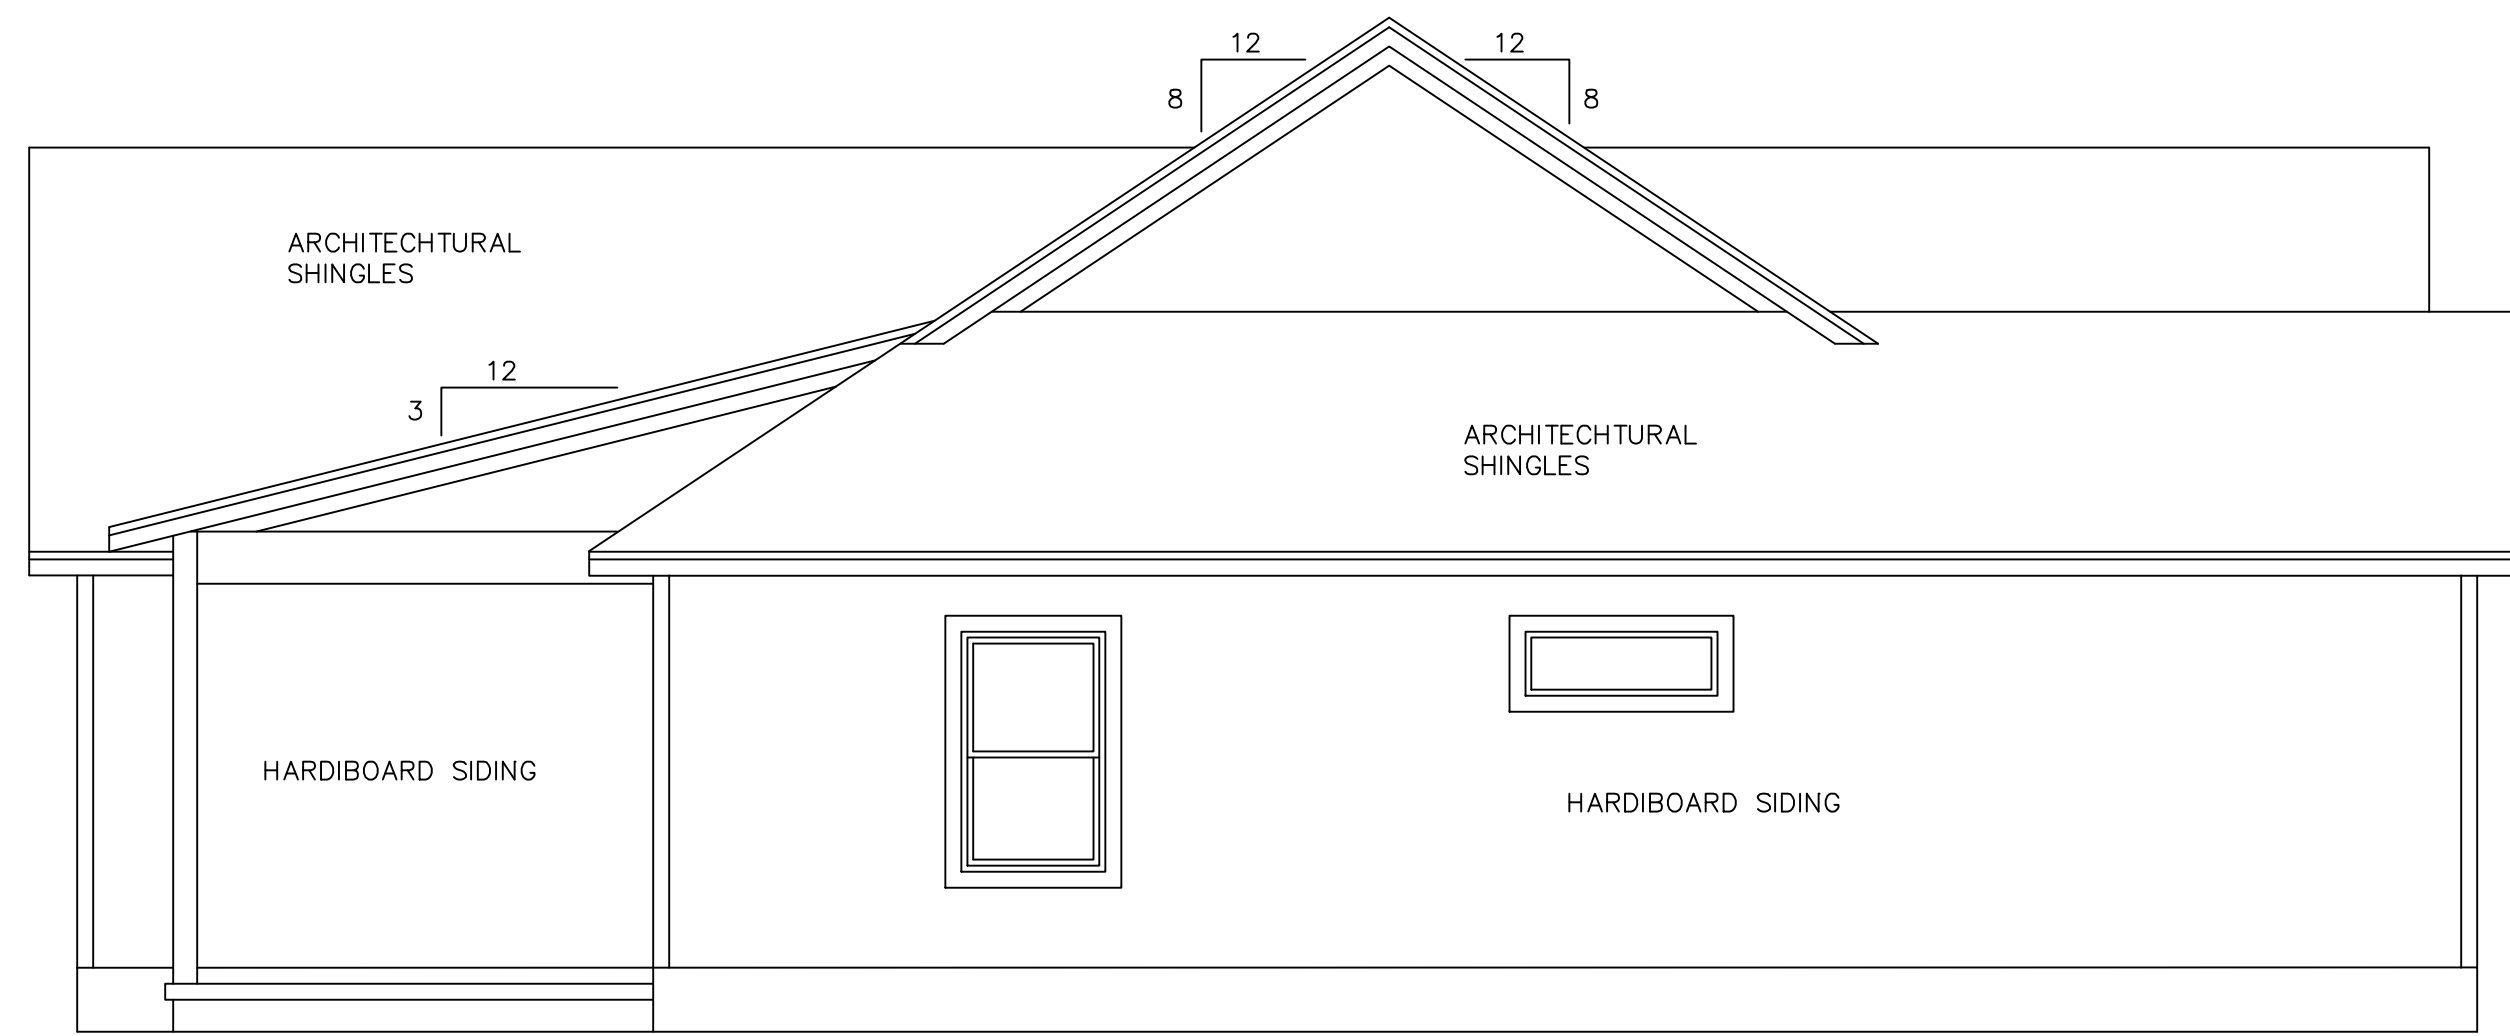 12
12
8
8
ARCHITECHTURAL
SHINGLES
12
3
ARCHITECHTURAL
SHINGLES
HARDIBOARD SIDING
HARDIBOARD SIDING